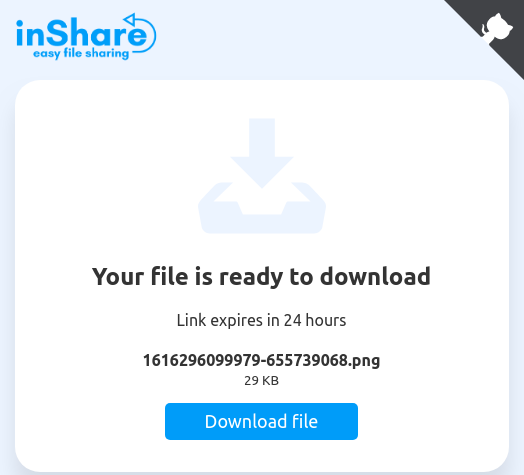 inShare
easy file sharing
Your file is ready to download
Link expires in 24 hours
1616296099979-655739068.png
29 KB
Download file